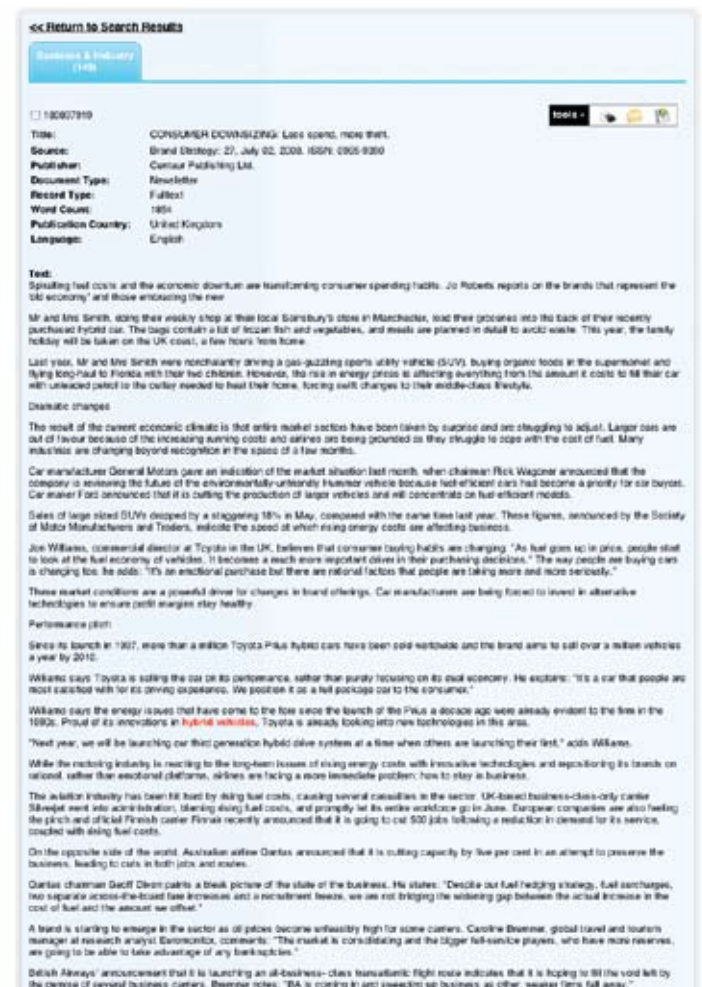 << Return to Search Results
Business & Industry
(149)
Title: CONSUMER DOWNSIZING: Less spend, more thrift.
Source: Brand Strategy: 27, July 02, 2008. ISSN: 0965-9390
Publisher: Centaur Publishing Ltd.
Document Type: Newsletter
Record Type: Fulltext
Word Count: 1854
Publication Country: United Kingdom
Language: English
tools
Text:
Spiralling fuel costs and the economic downturn are transforming consumer spending habits. Jo Roberts reports on the brands that represent the
'old economy' and those embracing the new
Mr and Mrs Smith, doing their weekly shop at their local Sainsbury's store in Manchester, load their groceries into the back of their recently
purchased hybrid car. The bags contain a lot of frozen fish and vegetables, and meals are planned in detail to avoid waste. This year, the family
holiday will be taken on the UK coast, a few hours from home.
Last year, Mr and Mrs Smith were nonchalantly driving a gas-guzzling sports utility vehicle (SUV), buying organic foods in the supermarket and
flying long-haul to Florida with their two children. However, the rise in energy prices is affecting everything from the amount it costs to fill their car
with unleaded petrol to the outlay needed to heat their home, forcing swift changes to their middle-class lifestyle.
Dramatic changes
The result of the current economic climate is that entire market sectors have been taken by surprise and are struggling to adjust. Larger cars are
out of favour because of the increasing running costs and airlines are being grounded as they struggle to cope with the cost of fuel. Many
industries are changing beyond recognition in the space of a few months.
Car manufacturer General Motors gave an indication of the market situation last month, when chairman Rick Wagoner announced that the
company is reviewing the future of the environmentally-unfriendly Hummer vehicle because fuel-efficient cars had become a priority for car buyers.
Car maker Ford announced that it is cutting the production of larger vehicles and will concentrate on fuel-efficient models.
Sales of large sized SUVs dropped by a staggering 18% in May, compared with the same time last year. These figures, announced by the Society
of Motor Manufacturers and Traders, indicate the speed at which rising energy costs are affecting business.
Jon Williams, commercial director at Toyota in the UK, believes that consumer buying habits are changing: "As fuel goes up in price, people start
to look at the fuel economy of vehicles. It becomes a much more important driver in their purchasing decisions." The way people are buying cars
is changing too, he adds: "It's an emotional purchase but there are rational factors that people are taking more and more seriously."
These market conditions are a powerful driver for changes in brand offerings. Car manufacturers are being forced to invest in alternative
technologies to ensure profit margins stay healthy.
Performance pitch
Since its launch in 1997, more than a million Toyota Prius hybrid cars have been sold worldwide and the brand aims to sell over a million vehicles
a year by 2010.
Williams says Toyota is selling the car on its performance, rather than purely focusing on its dual economy. He explains: "It's a car that people are
most satisfied with for its driving experience. We position it as a full package car to the consumer."
Williams says the energy issues that have come to the fore since the launch of the Prius a decade ago were already evident to the firm in the
1990s. Proud of its innovations in hybrid vehicles, Toyota is already looking into new technologies in this area.
"Next year, we will be launching our third generation hybrid drive system at a time when others are launching their first," adds Williams.
While the motoring industry is reacting to the long-term issues of rising energy costs with innovative technologies and repositioning its brands on
rational, rather than emotional platforms, airlines are facing a more immediate problem: how to stay in business.
The aviation industry has been hit hard by rising fuel costs, causing several casualties in the sector. UK-based business-class-only carrier
Silverjet went into administration, blaming rising fuel costs, and promptly let its entire workforce go in June. European companies are also feeling
the pinch and official Finnish carrier Finnair recently announced that it is going to cut 500 jobs following a reduction in demand for its service,
coupled with rising fuel costs.
On the opposite side of the world, Australian airline Qantas announced that it is cutting capacity by five per cent in an attempt to preserve the
business, leading to cuts in both jobs and routes.
Qantas chairman Geoff Dixon paints a bleak picture of the state of the business. He states: "Despite our fuel hedging strategy, fuel surcharges,
two separate across-the-board fare increases and a recruitment freeze, we are not bridging the widening gap between the actual increase in the
cost of fuel and the amount we offset."
A trend is starting to emerge in the sector as oil prices become unfeasibly high for some carriers. Caroline Bremner, global travel and tourism
manager at research analyst Euromonitor, comments: "The market is consolidating and the bigger full-service players, who have more reserves,
are going to be able to take advantage of any bankruptcies."
British Airways' announcement that it is launching an all-business- class transatlantic flight route indicates that it is hoping to fill the void left by
the demise of several business carriers. Bremner notes: "BA is coming in and sweeping up business as other, weaker firms fall away."